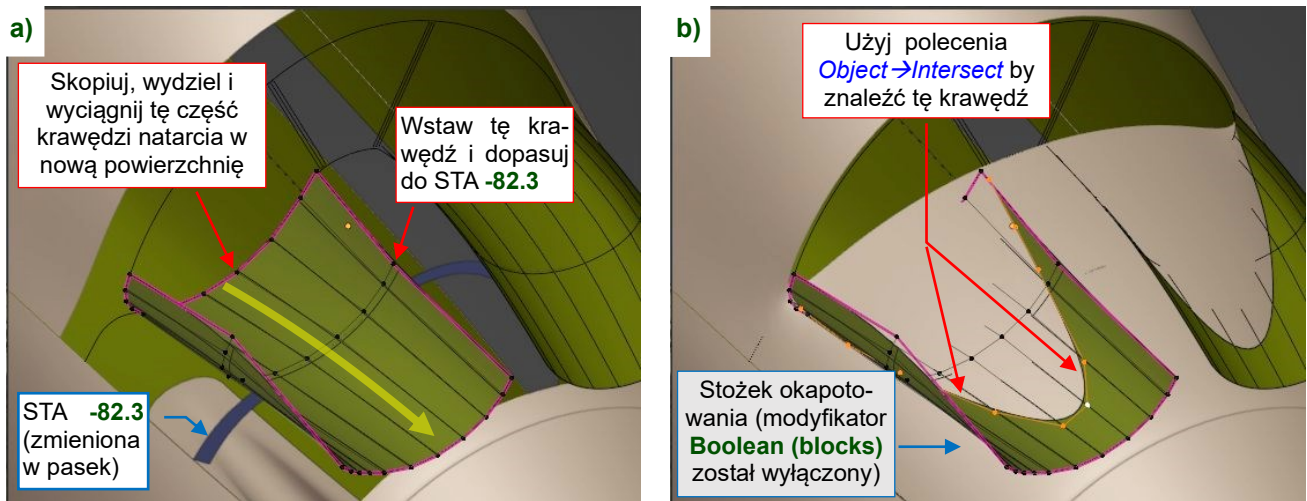 a)
Skopiuj, wydziel i
wyciągnij tę część
krawędzi natarcia w
nową powierzchnię
Wstaw tę kra-
wędź i dopasuj
do STA -82.3
STA -82.3
(zmieniona
w pasek)
b)
Użyj polecenia
Object→Intersect by
znaleźć tę krawędź
Stożek okapoto-
wania (modyfikator
Boolean (blocks)
został wyłączony)